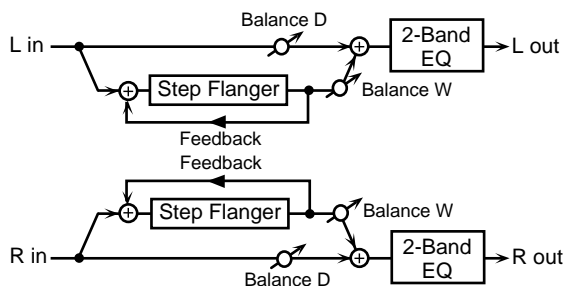 Balance D
L in
2-Band
EQ
L out
Step Flanger
Balance W
Feedback
Feedback
Step Flanger
Balance W
R in
2-Band
EQ
R out
Balance D